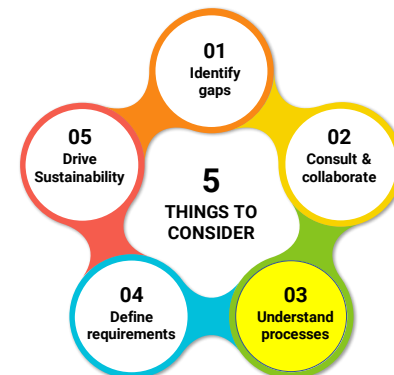 01
Identify
gaps
02
Consult &
collaborate
03
Understand
processes
04
Define
requirements
05
Drive
Sustainability
5
THINGS TO
CONSIDER